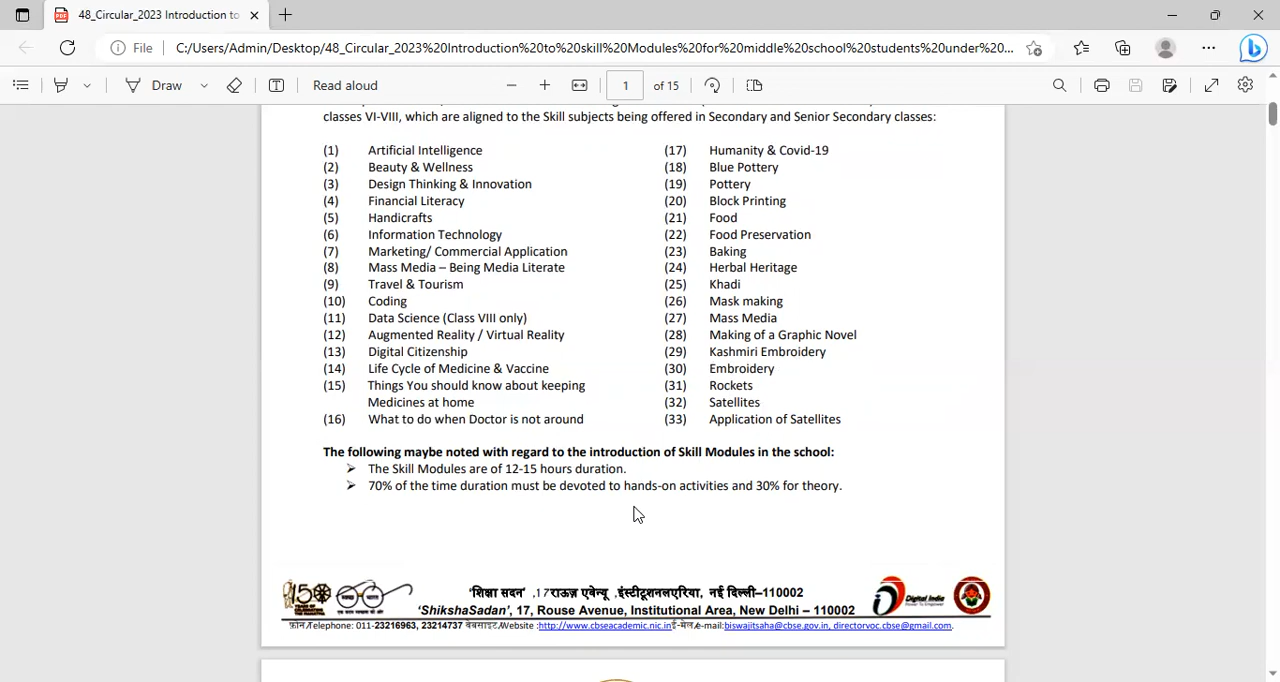 48_Circular_2023 Introduction to
File
C:/Users/Admin/Desktop/48_Circular_2023%20Introduction%20to%20skill%20Modules%20for%20middle%20school%20students%20under%20...
Draw
Read aloud
1
of 15
classes VI-VIII, which are aligned to the Skill subjects being offered in Secondary and Senior Secondary classes:
(1) Artificial Intelligence
(2) Beauty & Wellness
(3) Design Thinking & Innovation
(4) Financial Literacy
(5) Handicrafts
(6) Information Technology
(7) Marketing/ Commercial Application
(8) Mass Media – Being Media Literate
(9) Travel & Tourism
(10) Coding
(11) Data Science (Class VIII only)
(12) Augmented Reality / Virtual Reality
(13) Digital Citizenship
(14) Life Cycle of Medicine & Vaccine
(15) Things You should know about keeping
Medicines at home
(16) What to do when Doctor is not around
(17) Humanity & Covid-19
(18) Blue Pottery
(19) Pottery
(20) Block Printing
(21) Food
(22) Food Preservation
(23) Baking
(24) Herbal Heritage
(25) Khadi
(26) Mask making
(27) Mass Media
(28) Making of a Graphic Novel
(29) Kashmiri Embroidery
(30) Embroidery
(31) Rockets
(32) Satellites
(33) Application of Satellites
The following maybe noted with regard to the introduction of Skill Modules in the school:
➢ The Skill Modules are of 12-15 hours duration.
➢ 70% of the time duration must be devoted to hands-on activities and 30% for theory.
150
Digital India
'शिक्षा सदन' ,17राऊज़ एवेन्यू ,इंस्टीटूशनलएरिया, नई दिल्ली–110002
'ShikshaSadan', 17, Rouse Avenue, Institutional Area, New Delhi – 110002
फ़ोन/Telephone: 011-23216963, 23214737 वेबसाइट/Website :http://www.cbseacademic.nic.inई-मेल/e-mail:biswajitsaha@cbse.gov.in, directorvoc.cbse@gmail.com.